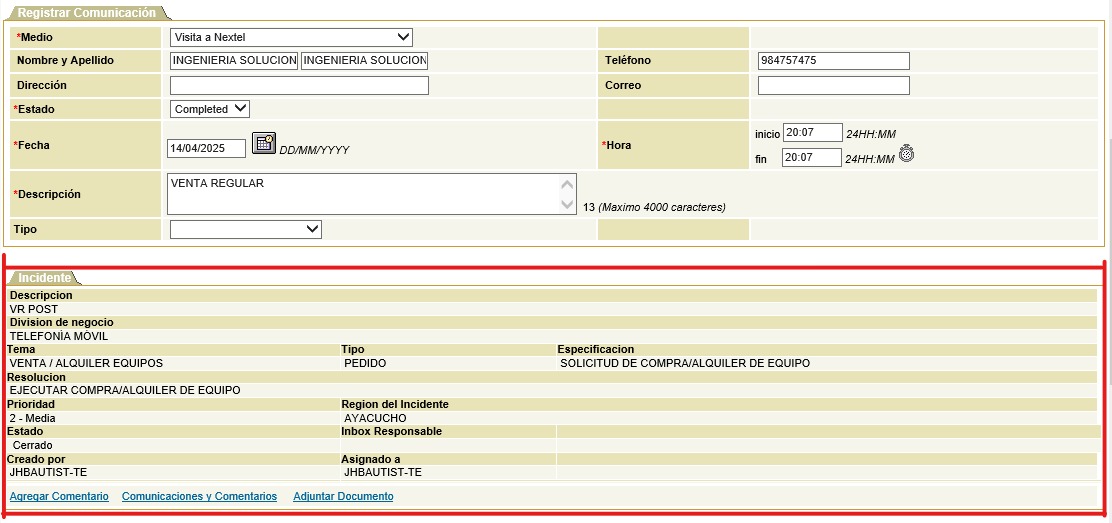 Registrar Comunicación
*Medio Visita a Nextel
Nombre y Apellido INGENIERIA SOLUCION INGENIERIA SOLUCION Teléfono 984757475
Dirección Correo
*Estado Completed
*Fecha 14/04/2025 DD/MM/YYYY *Hora inicio 20:07 24HH:MM
fin 20:07 24HH:MM
*Descripción VENTA REGULAR 13 (Maximo 4000 caracteres)
Tipo
Incidente
Descripcion
VR POST
Division de negocio
TELEFONÍA MÓVIL
Tema Tipo Especificacion
VENTA / ALQUILER EQUIPOS PEDIDO SOLICITUD DE COMPRA/ALQUILER DE EQUIPO
Resolucion
EJECUTAR COMPRA/ALQUILER DE EQUIPO
Prioridad Region del Incidente
2 - Media AYACUCHO
Estado Inbox Responsable
Cerrado
Creado por Asignado a
JHBAUTIST-TE JHBAUTIST-TE
Agregar Comentario Comunicaciones y Comentarios Adjuntar Documento